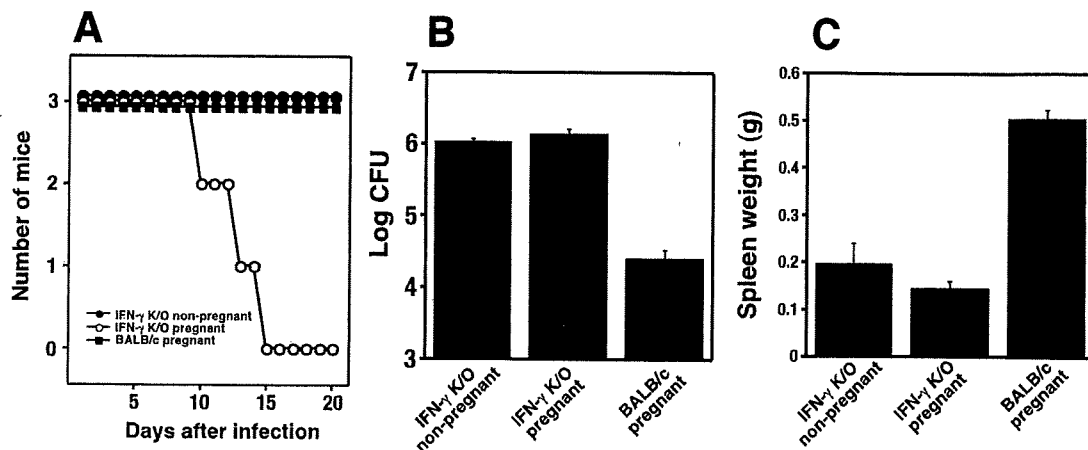 A
Number of mice
3
2
1
0
IFN-γ K/O non-pregnant
IFN-γ K/O pregnant
BALB/c pregnant
5
10
15
20
Days after infection
B
Log CFU
7
6
5
4
3
IFN-γ K/O
non-pregnant
IFN-γ K/O
pregnant
BALB/c
pregnant
C
Spleen weight (g)
0.6
0.5
0.4
0.3
0.2
0.1
0
IFN-γ K/O
non-pregnant
IFN-γ K/O
pregnant
BALB/c
pregnant